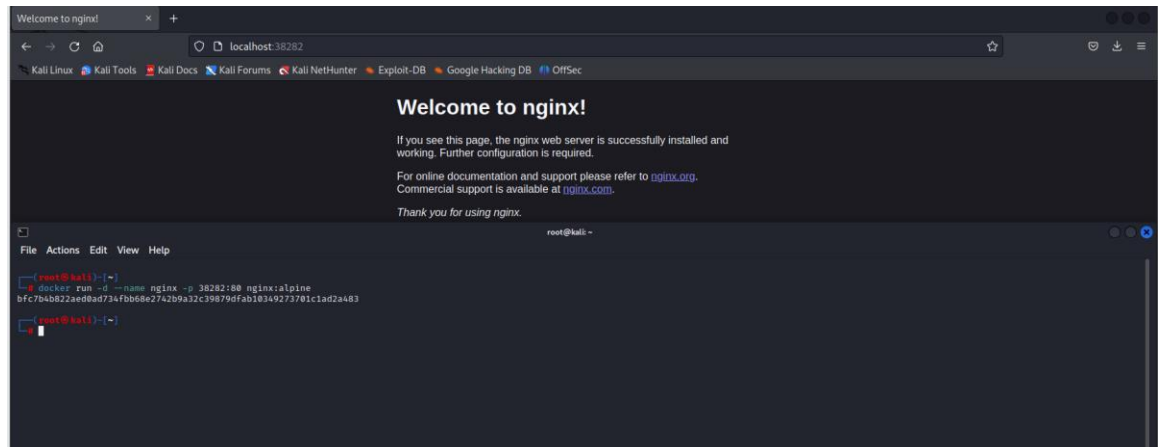 Welcome to nginx!
localhost:38282
Kali Linux Kali Tools Kali Docs Kali Forums Kali NetHunter Exploit-DB Google Hacking DB OffSec
Welcome to nginx!
If you see this page, the nginx web server is successfully installed and
working. Further configuration is required.
For online documentation and support please refer to nginx.org.
Commercial support is available at nginx.com.
Thank you for using nginx.
root@kali: ~
File Actions Edit View Help
┌──(root㉿kali)-[~]
└─# docker run -d --name nginx -p 38282:80 nginx:alpine
bfc7b4b822aed0ad734fbb68e2742b9a32c39879dfab10349273701c1ad2a483
┌──(root㉿kali)-[~]
└─#